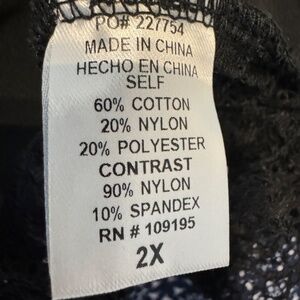 PO# 227754
MADE IN CHINA
HECHO EN CHINA
SELF
60% COTTON
20% NYLON
20% POLYESTER
CONTRAST
90% NYLON
10% SPANDEX
RN # 109195
2X